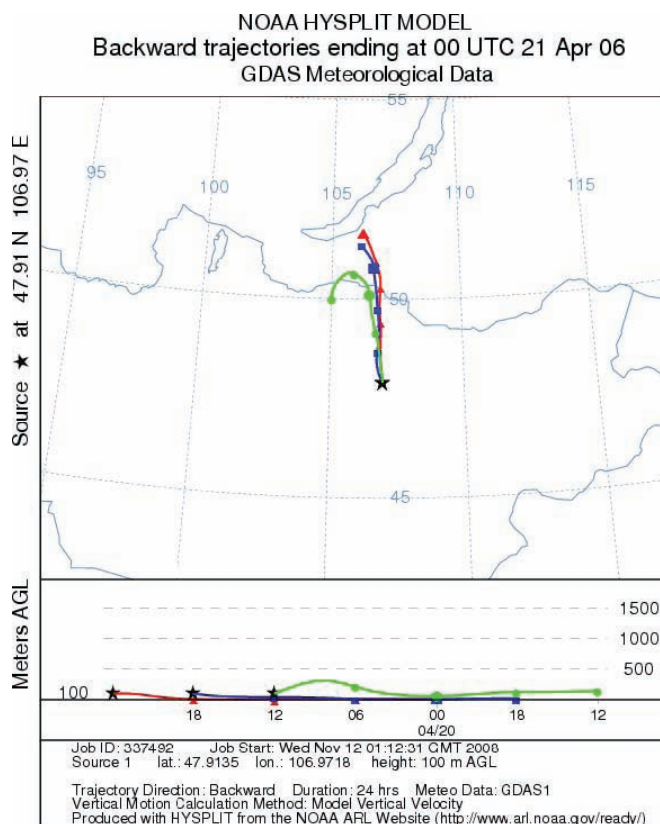 NOAA HYSPLIT MODEL
Backward trajectories ending at 00 UTC 21 Apr 06
GDAS Meteorological Data
Source ★ at 47.91 N 106.97 E
55
95
100
105
110
115
50
45
Meters AGL
1500
1000
500
100
18 12 06 00 18 12
04/20
Job ID: 337492 Job Start: Wed Nov 12 01:12:31 GMT 2008
Source 1 lat.: 47.9135 lon.: 106.9718 height: 100 m AGL
Trajectory Direction: Backward Duration: 24 hrs Meteo Data: GDAS1
Vertical Motion Calculation Method: Model Vertical Velocity
Produced with HYSPLIT from the NOAA ARL Website (http://www.arl.noaa.gov/ready/)